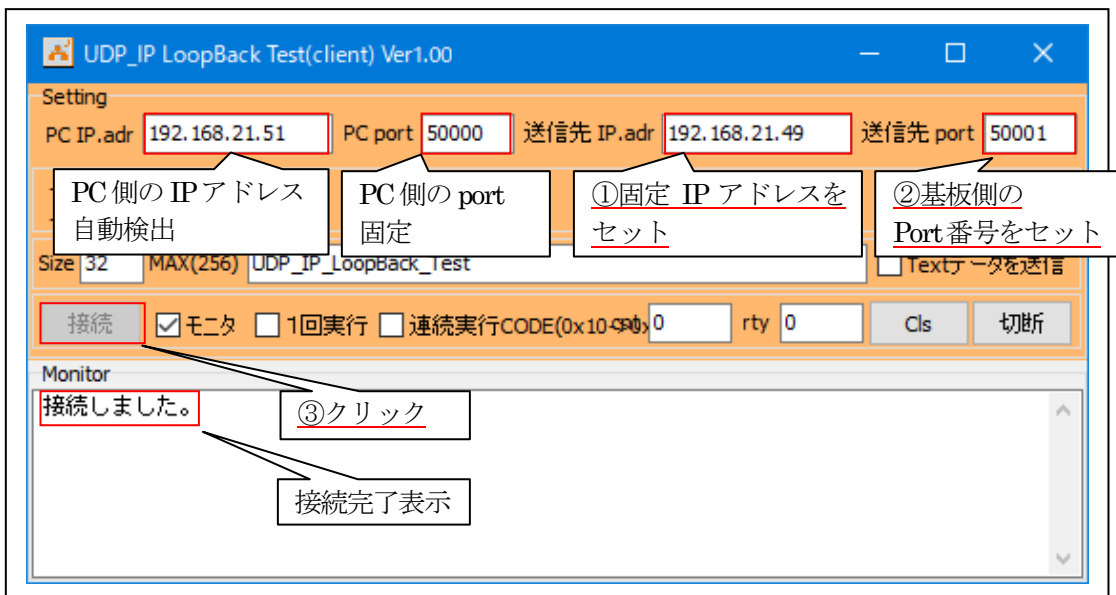 UDP_IP LoopBack Test(client) Ver1.00
Setting
PC IP.adr 192.168.21.51 PC port 50000 送信先 IP.adr 192.168.21.49 送信先 port 50001
PC側のIPアドレス
自動検出
PC側の port
固定
①固定 IP アドレスを
セット
②基板側の
Port番号をセット
Size 32 MAX(256) UDP_IP_LoopBack_Test Textデータを送信
接続 モニタ 1回実行 連続実行CODE(0x10 0 rty 0 Cls 切断
Monitor
接続しました。
③クリック
接続完了表示